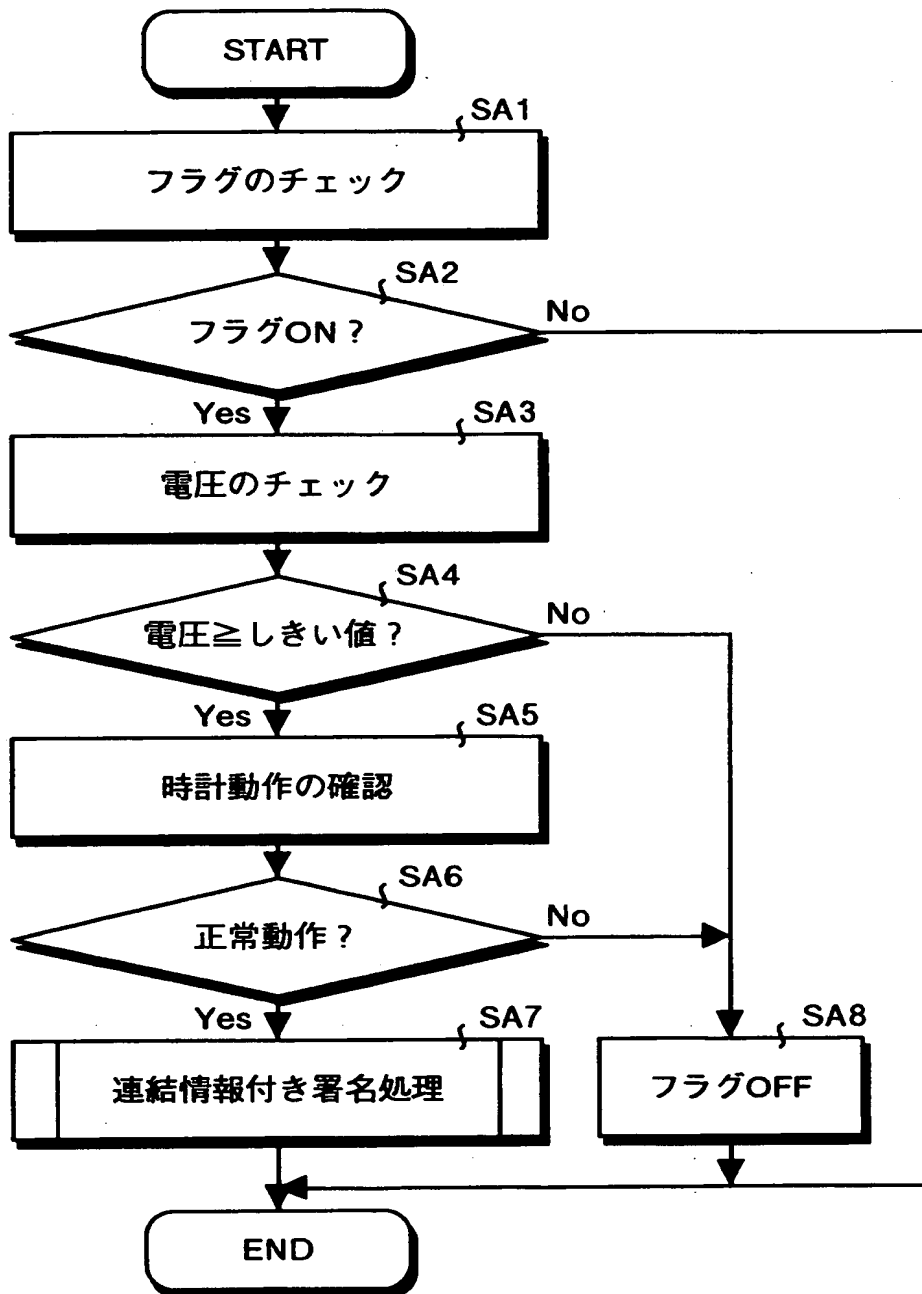 START
SA1
フラグのチェック
SA2
フラグON？
No
Yes
SA3
電圧のチェック
SA4
電圧≧しきい値？
No
Yes
SA5
時計動作の確認
SA6
正常動作？
No
Yes
SA7
連結情報付き署名処理
SA8
フラグOFF
END